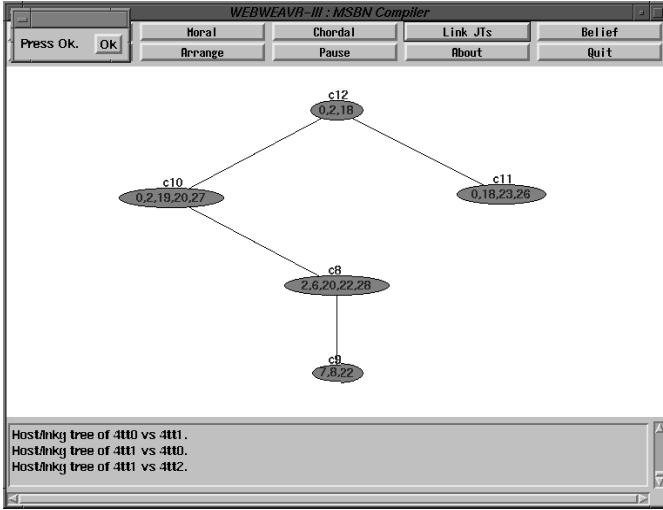 WEBWEAVR-III : MSBN Compiler
Press Ok. Ok
Moral Chordal Link JTs Belief
Arrange Pause About Quit
c12
0,2,18
c10
0,2,19,20,27
c11
0,18,23,26
c8
2,6,20,22,28
c9
7,8,22
Host/lnkg tree of 4tt0 vs 4tt1.
Host/lnkg tree of 4tt1 vs 4tt0.
Host/lnkg tree of 4tt1 vs 4tt2.